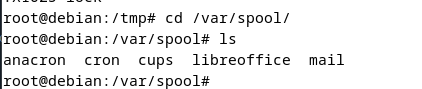 root@debian:/tmp# cd /var/spool/
root@debian:/var/spool# ls
anacron  cron  cups  libreoffice  mail
root@debian:/var/spool#